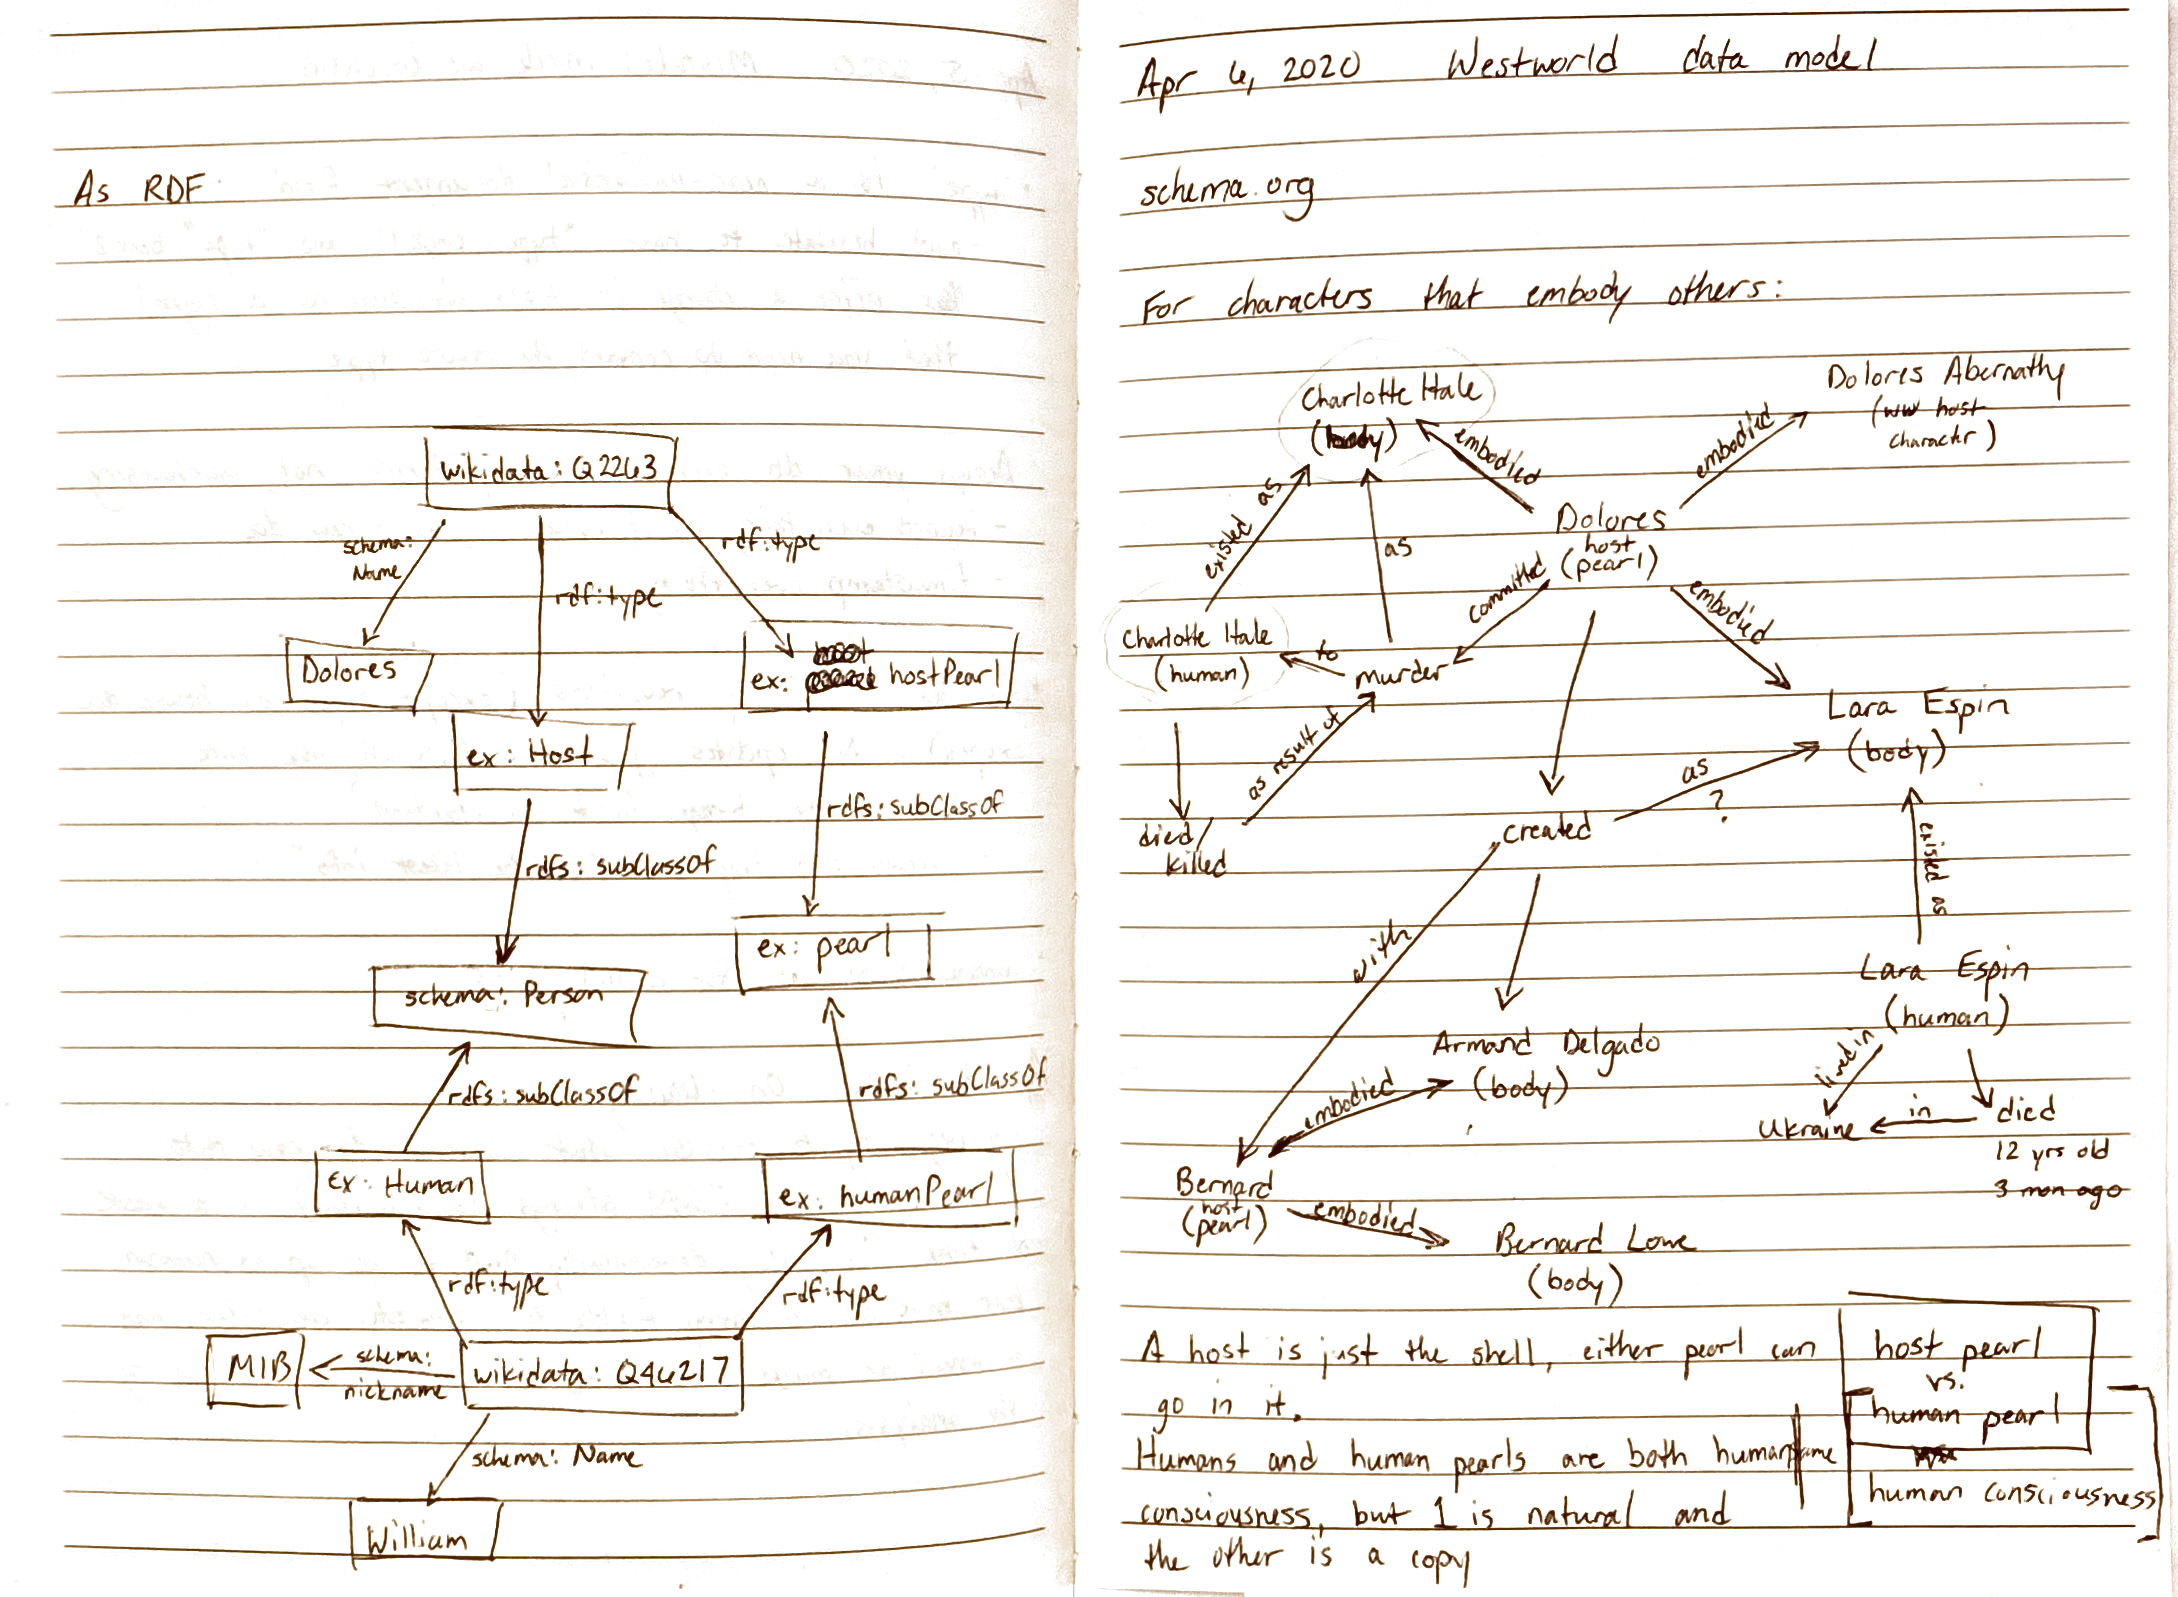 As RDF
wikidata: Q2263
schema:
Name
rdf:type
rdf:type
Dolores
ex: hostPearl
ex: Host
rdfs: subClassOf
rdfs: subClassOf
ex: pearl
schema: Person
rdfs: subClassOf
rdfs: subClassOf
ex: Human
ex: humanPearl
rdf:type
rdf:type
MIB
schema:
nickname
wikidata: Q46217
schema: Name
William
Apr 6, 2020 Westworld data model
schema.org
For characters that embody others:
Charlotte Hale
(body)
embodied
embodied
Dolores Abernathy
(ww host
character)
existed as
as
Dolores
host
(pearl)
committed
embodied
Charlotte Hale
(human)
to
murder
as result of
died/
killed
Lara Espin
(body)
as
?
created
existed as
with
Lara Espin
(human)
Armand Delgado
(body)
embodied
lived in
Ukraine
in
died
12 yrs old
3 mon ago
Bernard
host
(pearl)
embodied
Bernard Lowe
(body)
A host is just the shell, either pearl can
go in it.
Humans and human pearls are both human
consciousness, but 1 is natural and
the other is a copy
host pearl
vs.
human pearl
same
human consciousness